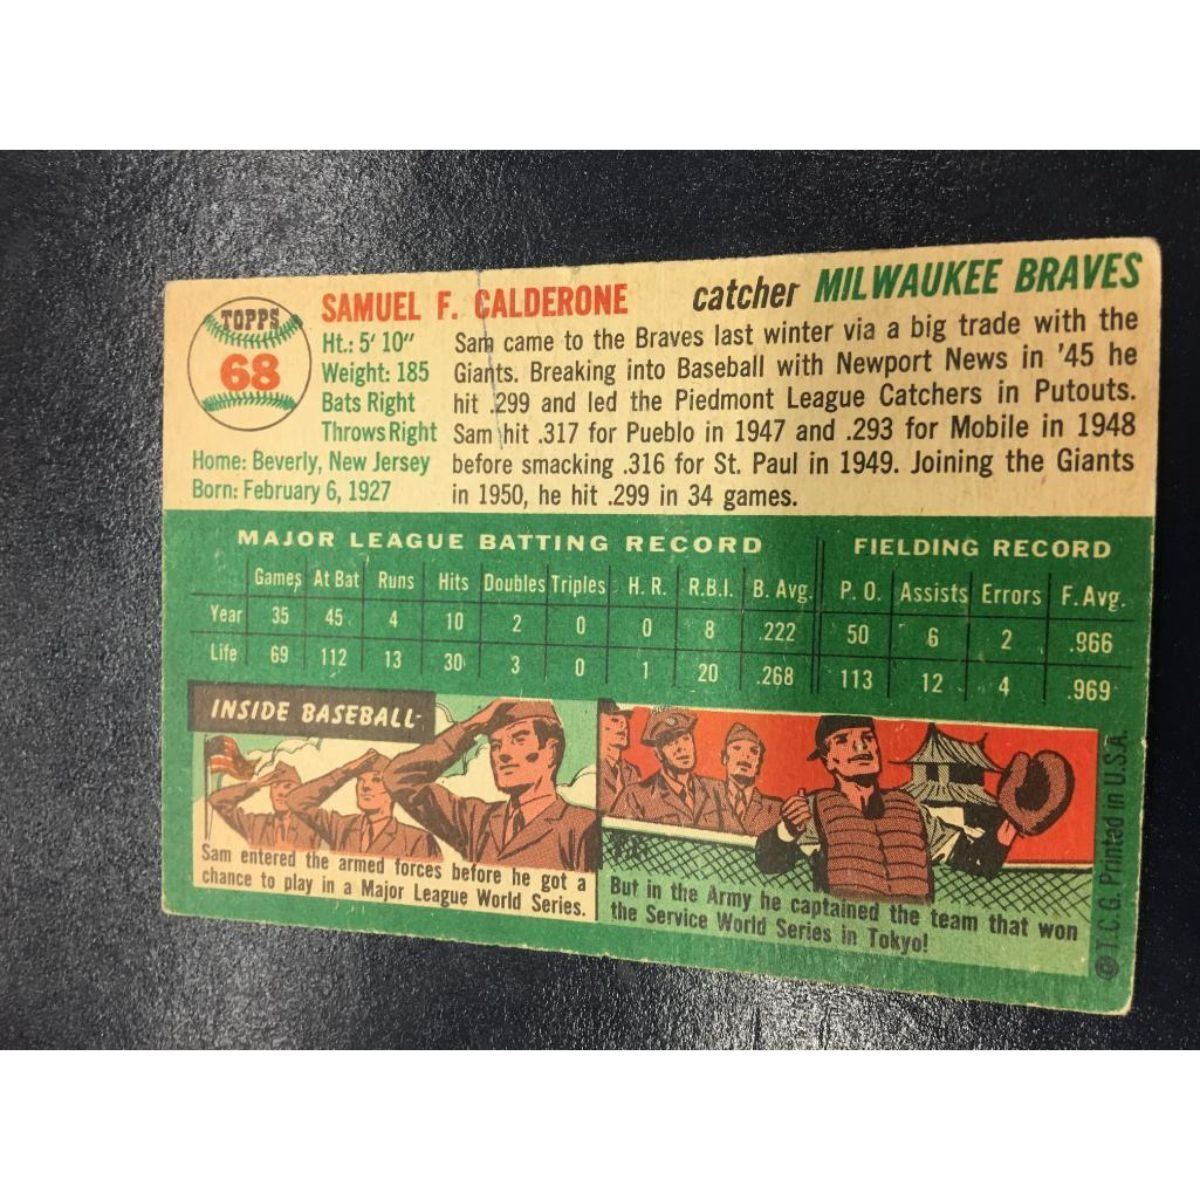 TOPPS
68
SAMUEL F. CALDERONE
catcher MILWAUKEE BRAVES
Ht.: 5' 10"
Weight: 185
Bats Right
Throws Right
Home: Beverly, New Jersey
Born: February 6, 1927
Sam came to the Braves last winter via a big trade with the
Giants. Breaking into Baseball with Newport News in '45 he
hit .299 and led the Piedmont League Catchers in Putouts.
Sam hit .317 for Pueblo in 1947 and .293 for Mobile in 1948
before smacking .316 for St. Paul in 1949. Joining the Giants
in 1950, he hit .299 in 34 games.
MAJOR LEAGUE BATTING RECORD FIELDING RECORD
Games At Bat Runs Hits Doubles Triples H. R. R.B.I. B. Avg. P. O. Assists Errors F. Avg.
Year 35 45 4 10 2 0 0 8 .222 50 6 2 .966
Life 69 112 13 30 3 0 1 20 .268 113 12 4 .969
INSIDE BASEBALL
Sam entered the armed forces before he got a
chance to play in a Major League World Series.
But in the Army he captained the team that won
the Service World Series in Tokyo!
© T.C.G. Printed in U.S.A.